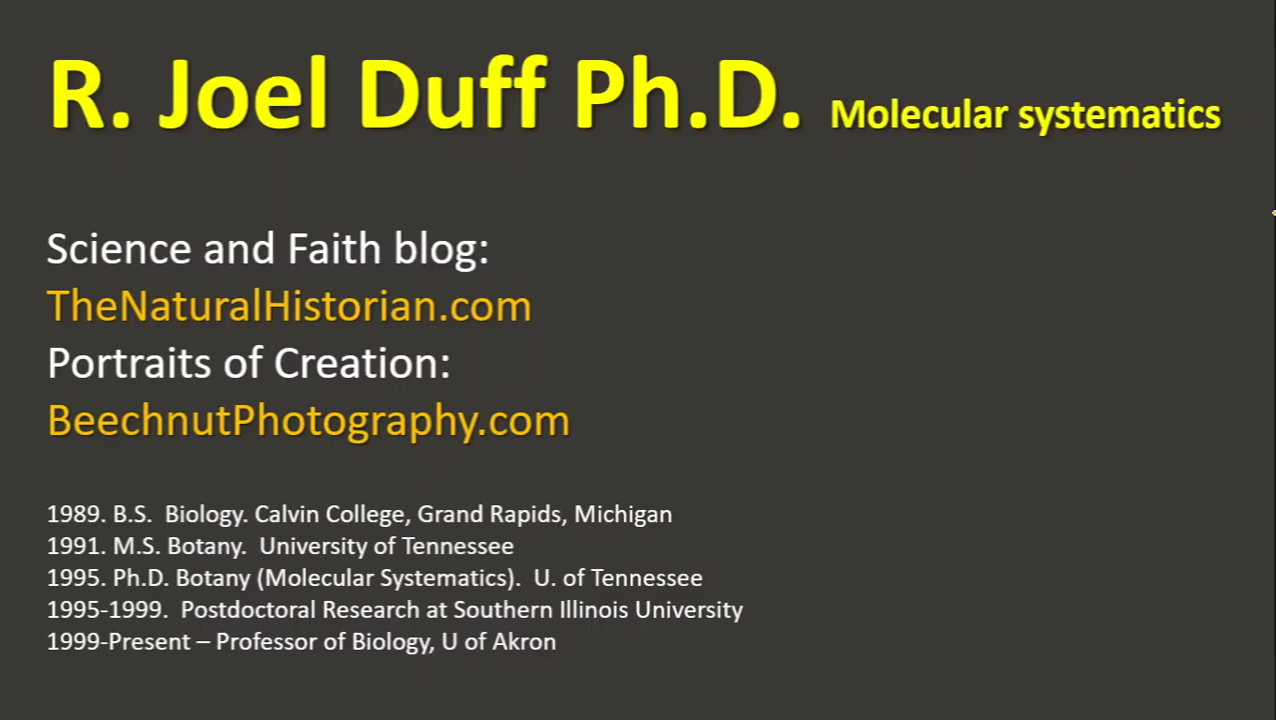 R. Joel Duff Ph.D. Molecular systematics
Science and Faith blog:
TheNaturalHistorian.com
Portraits of Creation:
BeechnutPhotography.com
1989. B.S.  Biology. Calvin College, Grand Rapids, Michigan
1991. M.S. Botany.  University of Tennessee
1995. Ph.D. Botany (Molecular Systematics).  U. of Tennessee
1995-1999.  Postdoctoral Research at Southern Illinois University
1999-Present – Professor of Biology, U of Akron